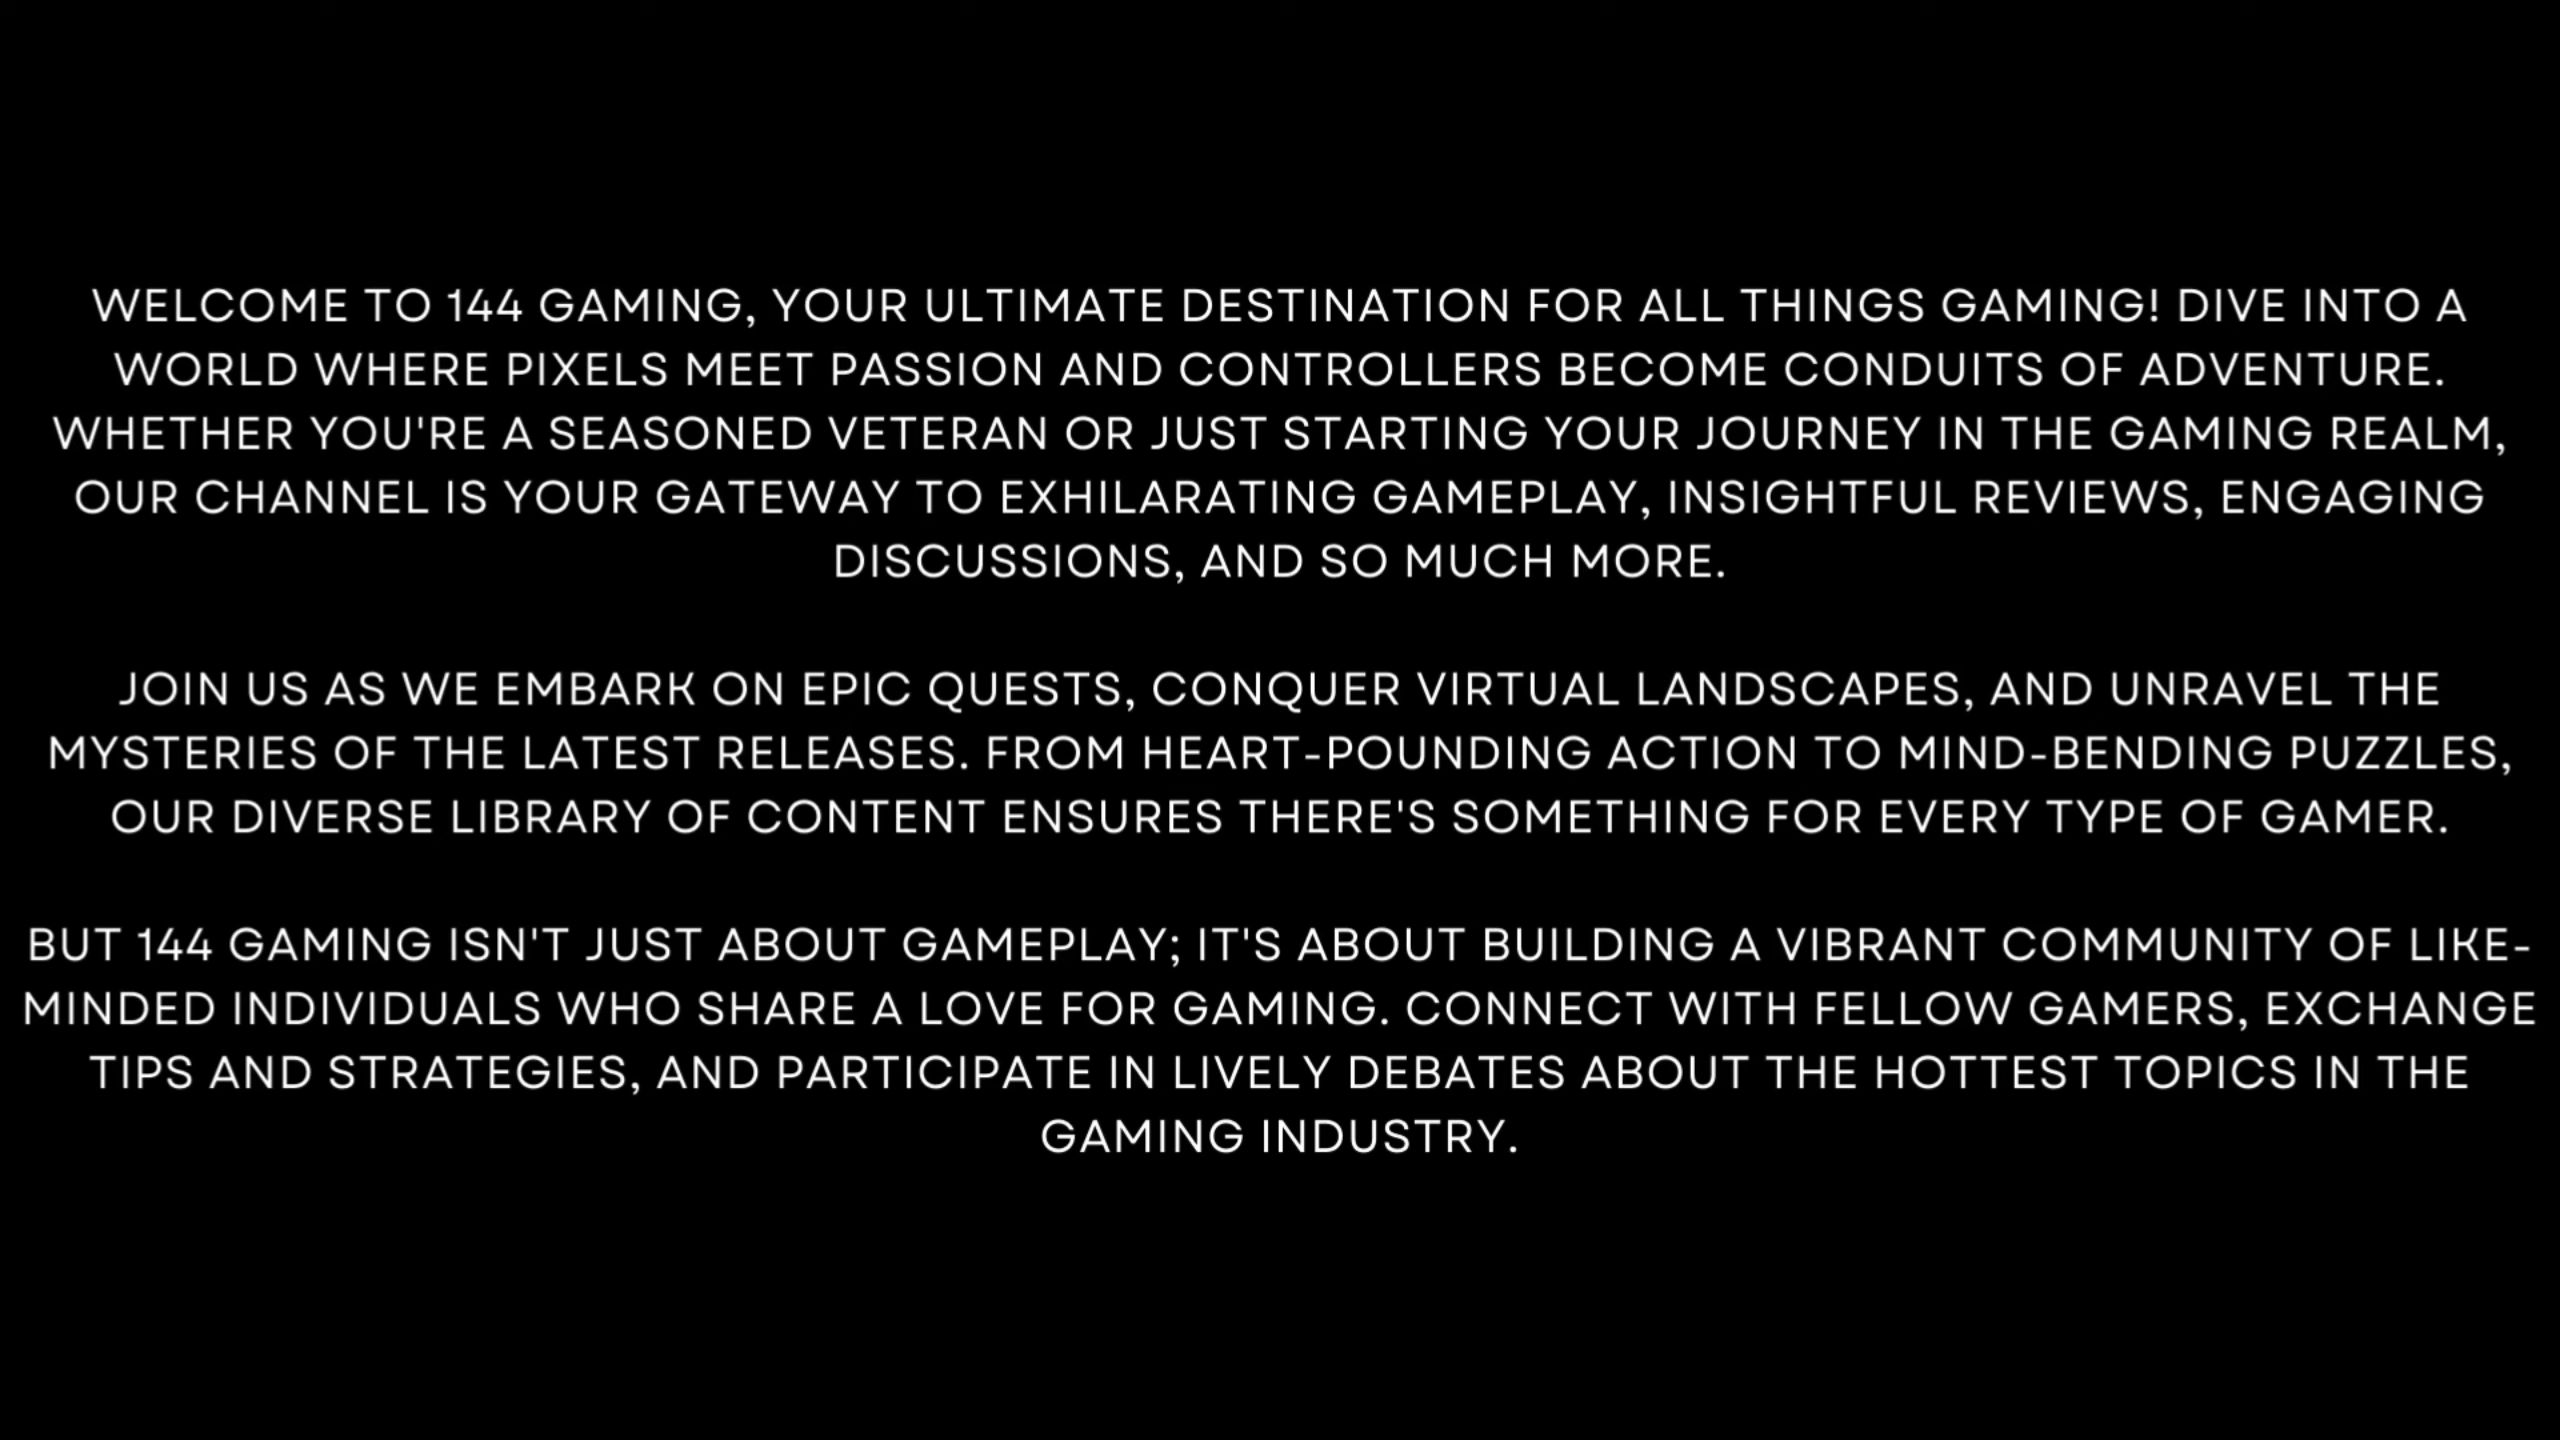 WELCOME TO 144 GAMING, YOUR ULTIMATE DESTINATION FOR ALL THINGS GAMING! DIVE INTO A
WORLD WHERE PIXELS MEET PASSION AND CONTROLLERS BECOME CONDUITS OF ADVENTURE.
WHETHER YOU'RE A SEASONED VETERAN OR JUST STARTING YOUR JOURNEY IN THE GAMING REALM,
OUR CHANNEL IS YOUR GATEWAY TO EXHILARATING GAMEPLAY, INSIGHTFUL REVIEWS, ENGAGING
DISCUSSIONS, AND SO MUCH MORE.
JOIN US AS WE EMBARK ON EPIC QUESTS, CONQUER VIRTUAL LANDSCAPES, AND UNRAVEL THE
MYSTERIES OF THE LATEST RELEASES. FROM HEART-POUNDING ACTION TO MIND-BENDING PUZZLES,
OUR DIVERSE LIBRARY OF CONTENT ENSURES THERE'S SOMETHING FOR EVERY TYPE OF GAMER.
BUT 144 GAMING ISN'T JUST ABOUT GAMEPLAY; IT'S ABOUT BUILDING A VIBRANT COMMUNITY OF LIKE-
MINDED INDIVIDUALS WHO SHARE A LOVE FOR GAMING. CONNECT WITH FELLOW GAMERS, EXCHANGE
TIPS AND STRATEGIES, AND PARTICIPATE IN LIVELY DEBATES ABOUT THE HOTTEST TOPICS IN THE
GAMING INDUSTRY.